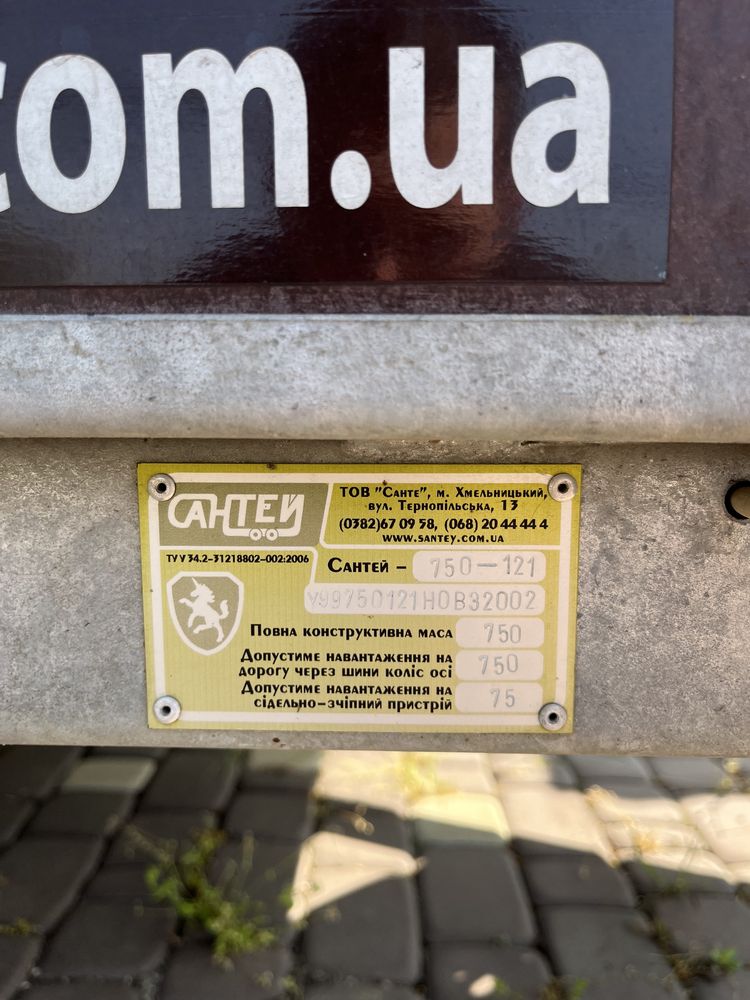 com.ua
САНТЕЙ
ТОВ "Санте", м. Хмельницький,
вул. Тернопільська, 13
(0382)67 09 58, (068) 20 44 44 4
www.santey.com.ua
ТУ У 34.2-31218802-002:2006
Сантей - 750-121
Y99750121H0B32002
Повна конструктивна маса 750
Допустиме навантаження на
дорогу через шини коліс осі 750
Допустиме навантаження на
сідельно-зчіпний пристрій 75